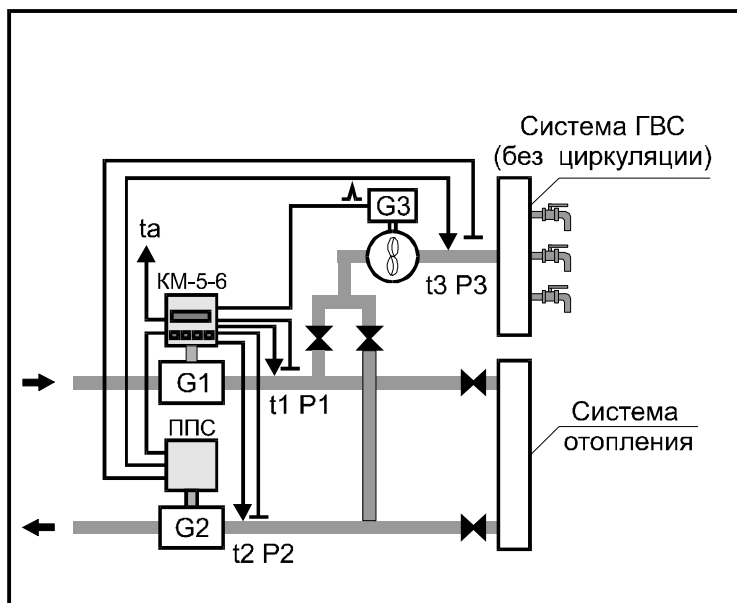 Система ГВС
(без циркуляции)
G3
ta
КМ-5-6
t3 P3
G1
t1 P1
ППС
Система
отопления
G2
t2 P2